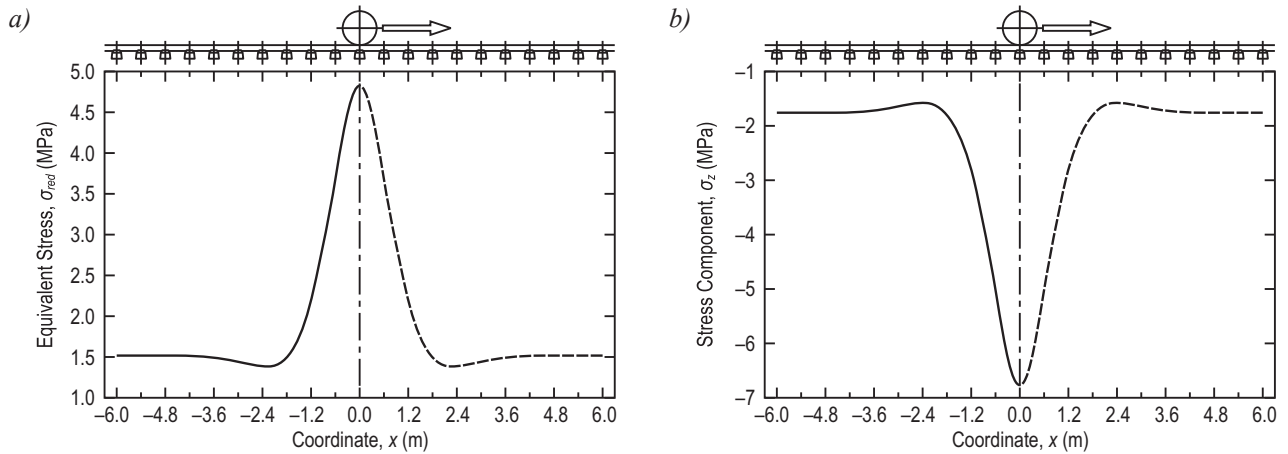 a)
Equivalent Stress, σred (MPa)
5.0
4.5
4.0
3.5
3.0
2.5
2.0
1.5
1.0
–6.0 –4.8 –3.6 –2.4 –1.2 0.0 1.2 2.4 3.6 4.8 6.0
Coordinate, x (m)
b)
Stress Component, σz (MPa)
–1
–2
–3
–4
–5
–6
–7
–6.0 –4.8 –3.6 –2.4 –1.2 0.0 1.2 2.4 3.6 4.8 6.0
Coordinate, x (m)